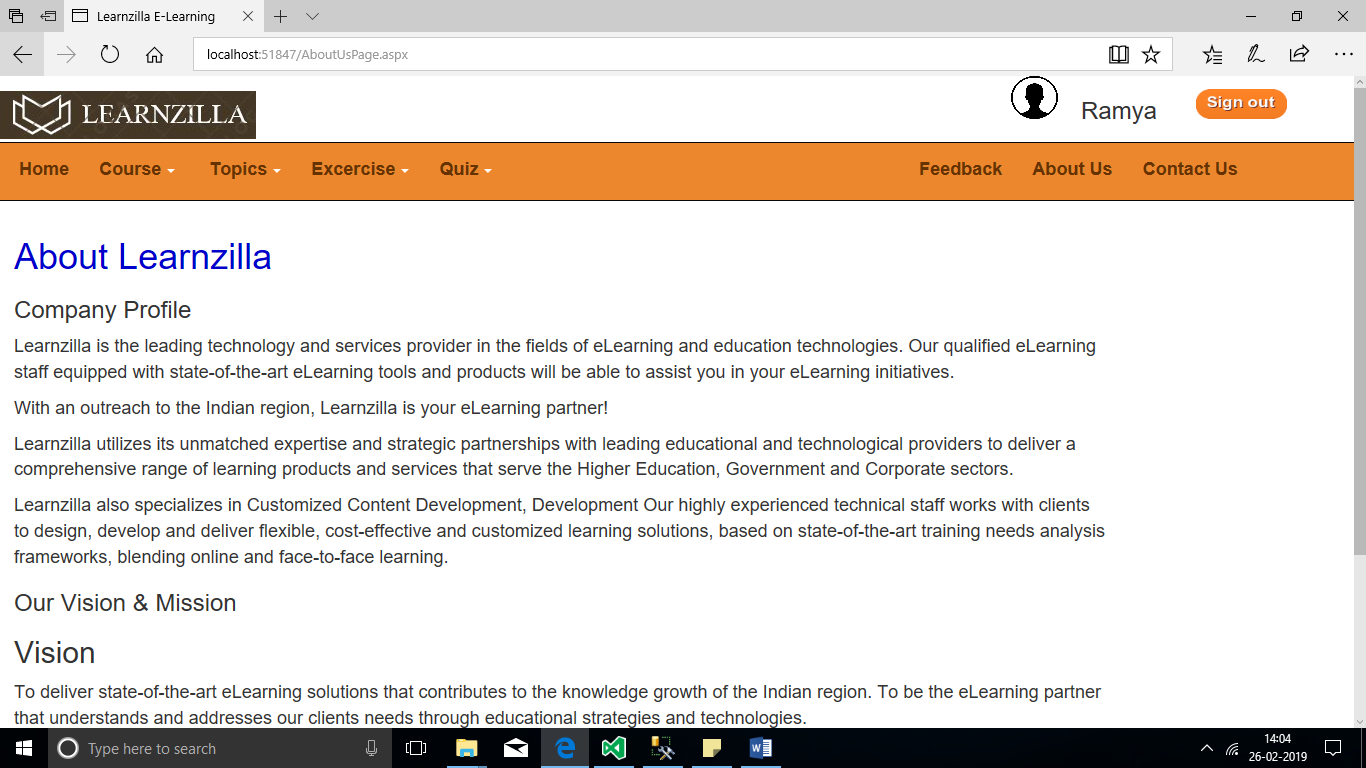 Learnzilla E-Learning
localhost:51847/AboutUsPage.aspx
LEARNZILLA
Ramya
Sign out
Home Course Topics Excercise Quiz Feedback About Us Contact Us
About Learnzilla
Company Profile
Learnzilla is the leading technology and services provider in the fields of eLearning and education technologies. Our qualified eLearning
staff equipped with state-of-the-art eLearning tools and products will be able to assist you in your eLearning initiatives.
With an outreach to the Indian region, Learnzilla is your eLearning partner!
Learnzilla utilizes its unmatched expertise and strategic partnerships with leading educational and technological providers to deliver a
comprehensive range of learning products and services that serve the Higher Education, Government and Corporate sectors.
Learnzilla also specializes in Customized Content Development, Development Our highly experienced technical staff works with clients
to design, develop and deliver flexible, cost-effective and customized learning solutions, based on state-of-the-art training needs analysis
frameworks, blending online and face-to-face learning.
Our Vision & Mission
Vision
To deliver state-of-the-art eLearning solutions that contributes to the knowledge growth of the Indian region. To be the eLearning partner
that understands and addresses our clients needs through educational strategies and technologies.
Type here to search
14:04
26-02-2019